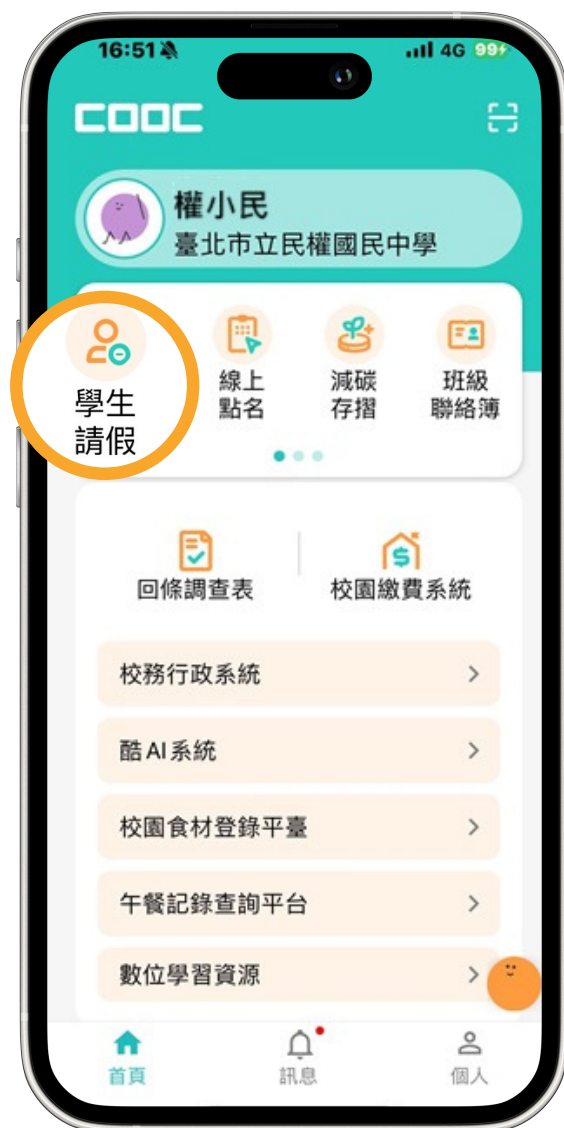 16:51
4G 99+
COOC
權小民
臺北市立民權國民中學
學生
請假
線上
點名
減碳
存摺
班級
聯絡簿
回條調查表
校園繳費系統
校務行政系統
酷AI系統
校園食材登錄平臺
午餐記錄查詢平台
數位學習資源
首頁
訊息
個人